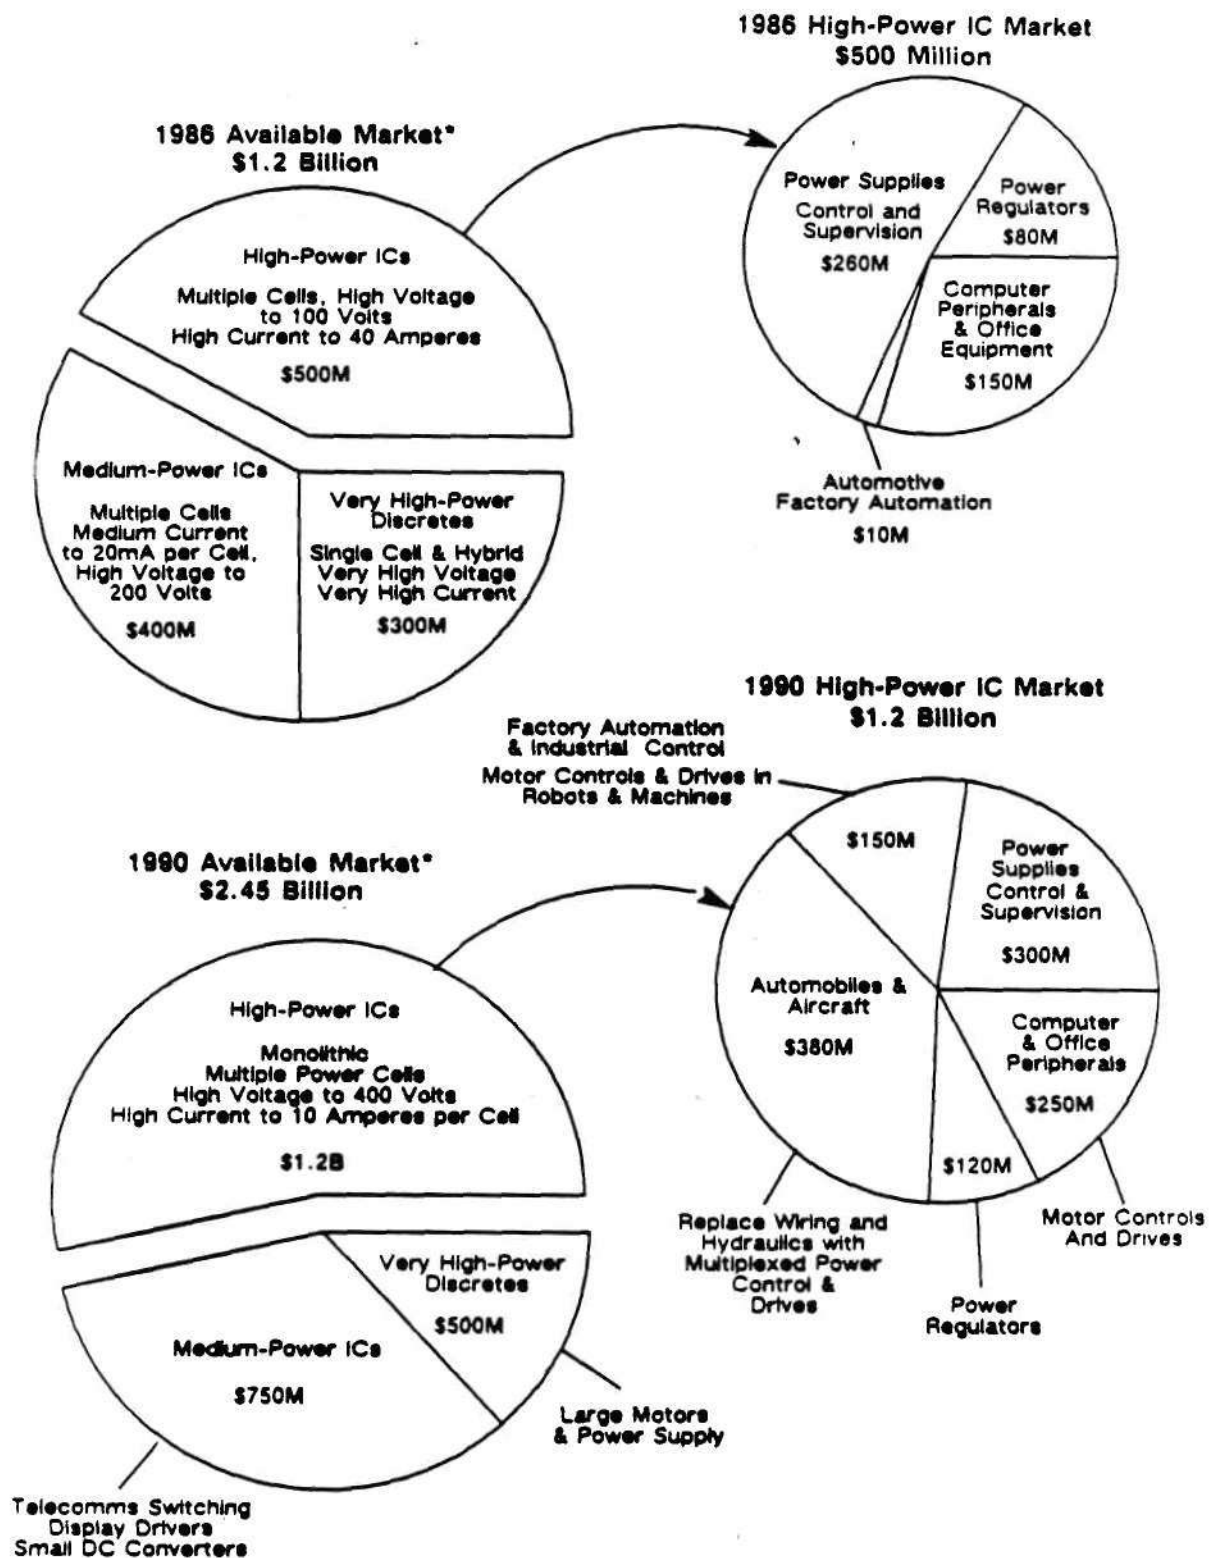 1986 High-Power IC Market
$500 Million
Power Supplies
Control and
Supervision
$260M
Power
Regulators
$80M
Computer
Peripherals
& Office
Equipment
$150M
Automotive
Factory Automation
$10M
1986 Available Market*
$1.2 Billion
High-Power ICs
Multiple Cells, High Voltage
to 100 Volts
High Current to 40 Amperes
$500M
Medium-Power ICs
Multiple Cells
Medium Current
to 20mA per Cell,
High Voltage to
200 Volts
$400M
Very High-Power
Discretes
Single Cell & Hybrid
Very High Voltage
Very High Current
$300M
1990 High-Power IC Market
$1.2 Billion
Factory Automation
& Industrial Control
Motor Controls & Drives in
Robots & Machines
$150M
Power
Supplies
Control &
Supervision
$300M
Automobiles &
Aircraft
$380M
Computer
& Office
Peripherals
$250M
$120M
Replace Wiring and
Hydraulics with
Multiplexed Power
Control &
Drives
Power
Regulators
Motor Controls
And Drives
1990 Available Market*
$2.45 Billion
High-Power ICs
Monolithic
Multiple Power Cells
High Voltage to 400 Volts
High Current to 10 Amperes per Cell
$1.2B
Very High-Power
Discretes
$500M
Medium-Power ICs
$750M
Large Motors
& Power Supply
Telecomms Switching
Display Drivers
Small DC Converters